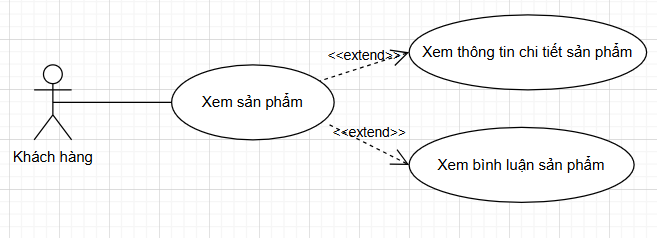 Xem thông tin chi tiết sản phẩm
<<extend>>
Xem sản phẩm
<<extend>>
Khách hàng
Xem bình luận sản phẩm